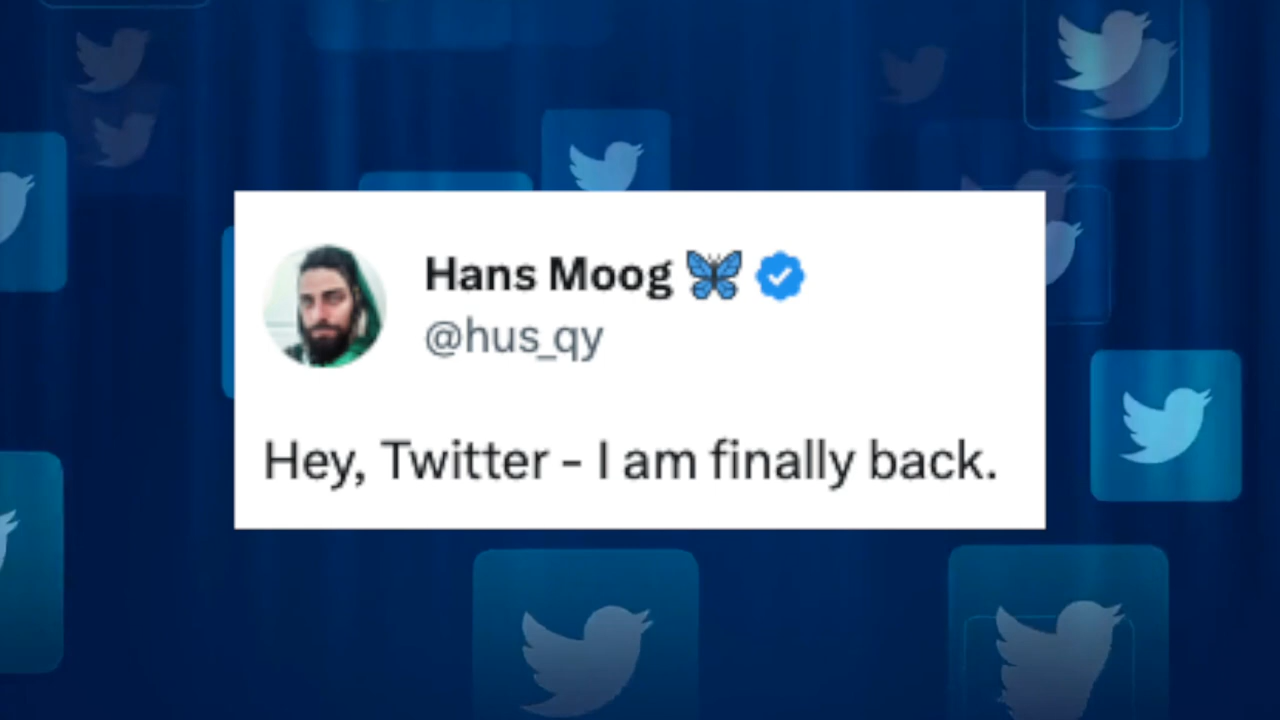 Hans Moog 🦋
@hus_qy
Hey, Twitter - I am finally back.